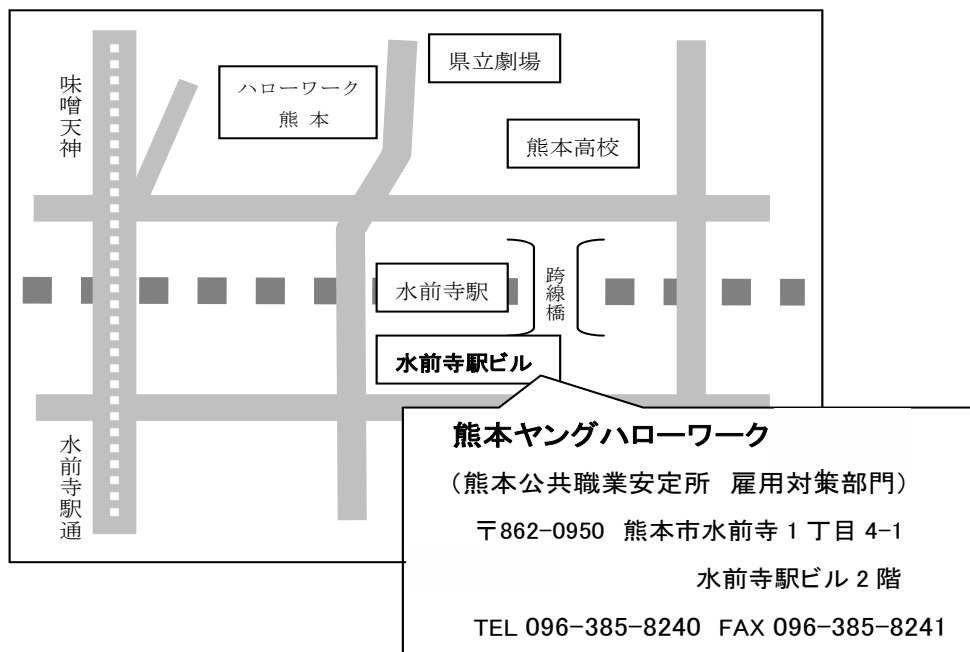 味噌天神
ハローワーク
熊 本
県立劇場
熊本高校
水前寺駅
跨線橋
水前寺駅ビル
水前寺駅通
熊本ヤングハローワーク
（熊本公共職業安定所 雇用対策部門）
〒862-0950 熊本市水前寺 1 丁目 4-1
水前寺駅ビル 2 階
TEL 096-385-8240 FAX 096-385-8241